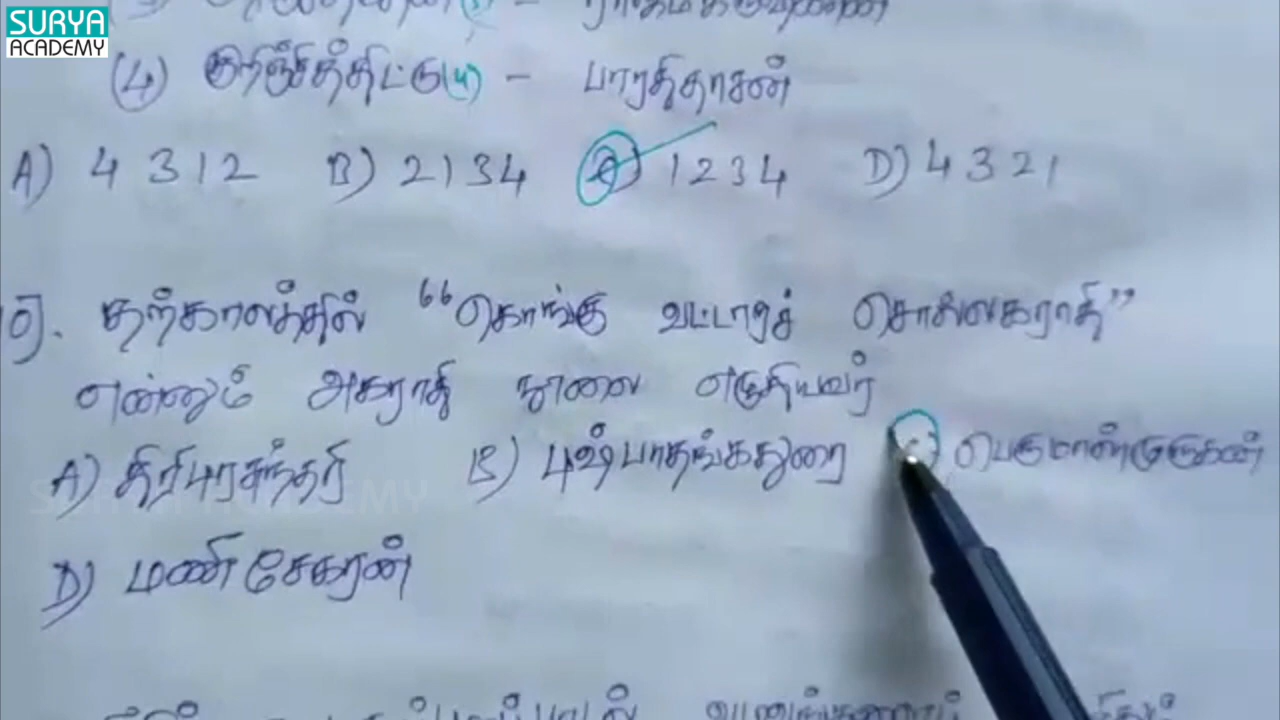 SURYA
ACADEMY
(4) குறிஞ்சித்திட்டு (4) - பாரதிதாசன்
A) 4 3 1 2 B) 2 1 3 4 C) 1 2 3 4 D) 4 3 2 1
தற்காலத்தில் "கொங்கு வட்டாரச் சொல்லகராதி"
என்னும் அகராதி நூலை எழுதியவர்
A) திரிபுரசுந்தரி B) புஷ்பாதங்கதுரை C) பெருமாள்முருகன்
SURYA ACADEMY
D) மணி சேகரன்